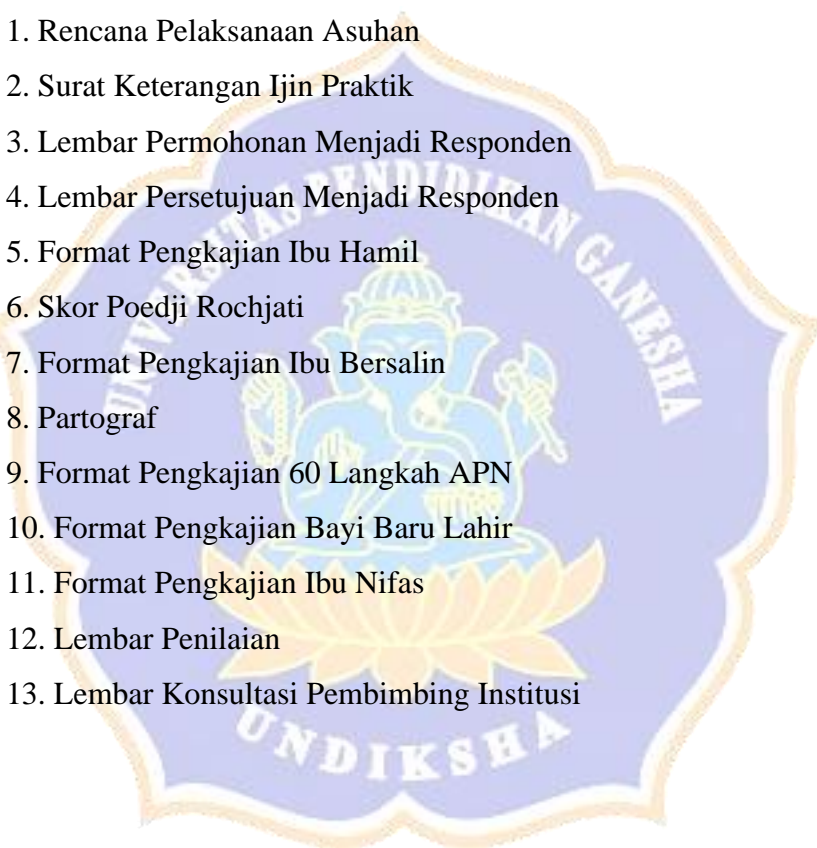 1. Rencana Pelaksanaan Asuhan
2. Surat Keterangan Ijin Praktik
3. Lembar Permohonan Menjadi Responden
4. Lembar Persetujuan Menjadi Responden
5. Format Pengkajian Ibu Hamil
6. Skor Poedji Rochjati
7. Format Pengkajian Ibu Bersalin
8. Partograf
9. Format Pengkajian 60 Langkah APN
10. Format Pengkajian Bayi Baru Lahir
11. Format Pengkajian Ibu Nifas
12. Lembar Penilaian
13. Lembar Konsultasi Pembimbing Institusi
UNIVERSITAS PENDIDIKAN GANESHA
UNDIKSHA